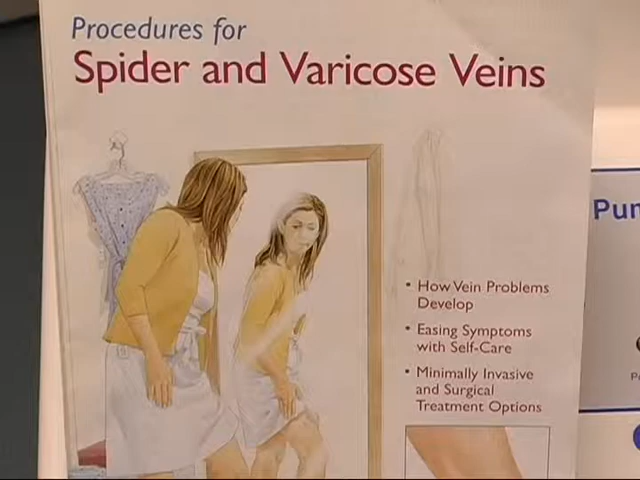 Procedures for
Spider and Varicose Veins
• How Vein Problems
Develop
• Easing Symptoms
with Self-Care
• Minimally Invasive
and Surgical
Treatment Options